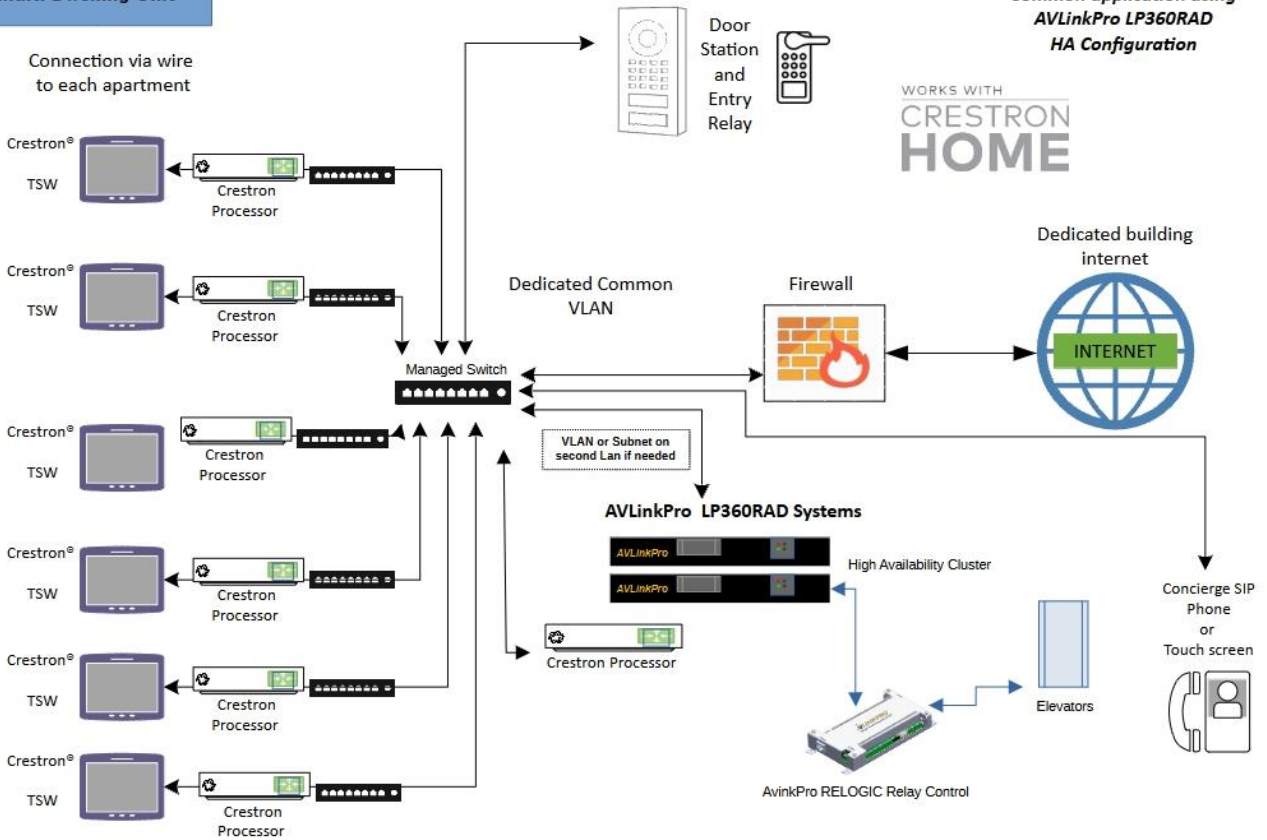 AVLinkPro LP360RAD
HA Configuration
Connection via wire
to each apartment
Door
Station
and
Entry
Relay
WORKS WITH
CRESTRON
HOME
Crestron®
TSW
Crestron
Processor
Crestron®
TSW
Crestron
Processor
Dedicated Common
VLAN
Firewall
Dedicated building
internet
INTERNET
Managed Switch
Crestron®
TSW
Crestron
Processor
VLAN or Subnet on
second Lan if needed
AVLinkPro LP360RAD Systems
AVLinkPro
AVLinkPro
High Availability Cluster
Crestron®
TSW
Crestron
Processor
Crestron Processor
Concierge SIP
Phone
or
Touch screen
Crestron®
TSW
Crestron
Processor
Elevators
AvinkPro RELOGIC Relay Control
Crestron®
TSW
Crestron
Processor